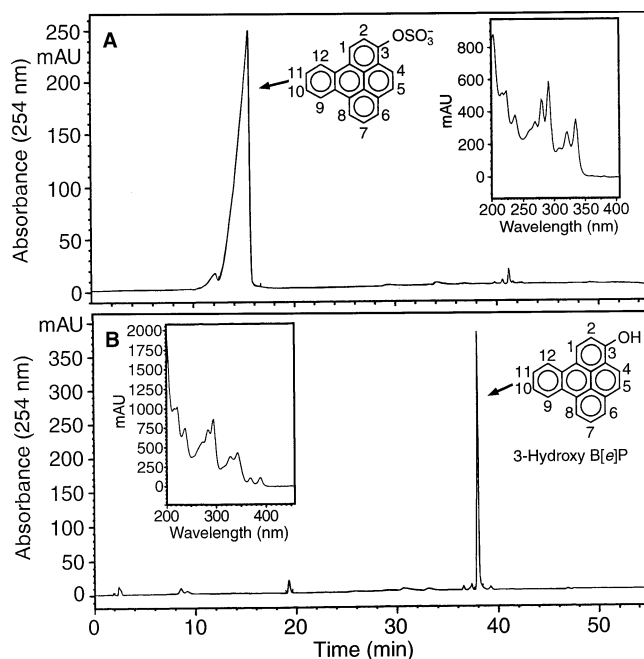 A
250
mAU
200
150
100
50
0
Absorbance (254 nm)
OSO₃⁻
1 2 3 4 5 6 7 8 9 10 11 12
800
600
400
200
0
mAU
200 250 300 350 400
Wavelength (nm)
B
mAU
350
300
250
200
150
100
50
0
Absorbance (254 nm)
2000
1750
1500
1250
1000
750
500
250
0
mAU
200 300 400
Wavelength (nm)
OH
1 2 3 4 5 6 7 8 9 10 11 12
3-Hydroxy B[e]P
0 10 20 30 40 50
Time (min)